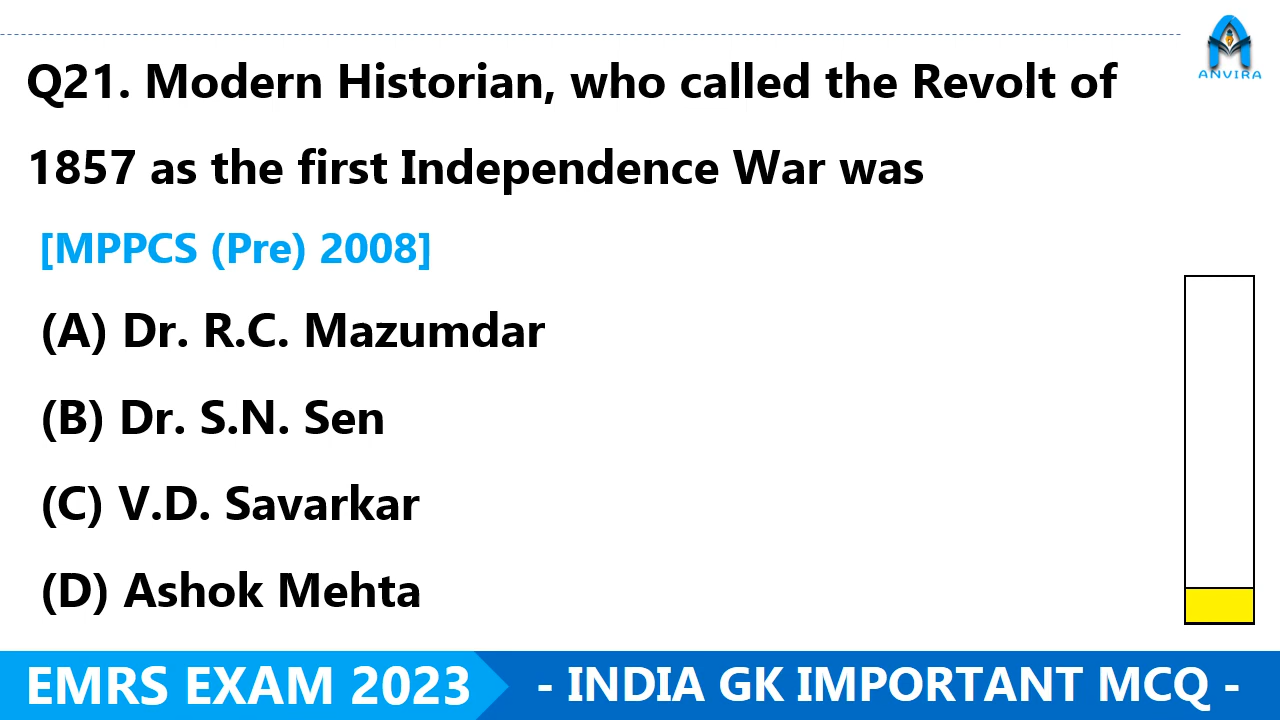 ANVIRA
Q21. Modern Historian, who called the Revolt of
1857 as the first Independence War was
[MPPCS (Pre) 2008]
(A) Dr. R.C. Mazumdar
(B) Dr. S.N. Sen
(C) V.D. Savarkar
(D) Ashok Mehta
EMRS EXAM 2023 - INDIA GK IMPORTANT MCQ -